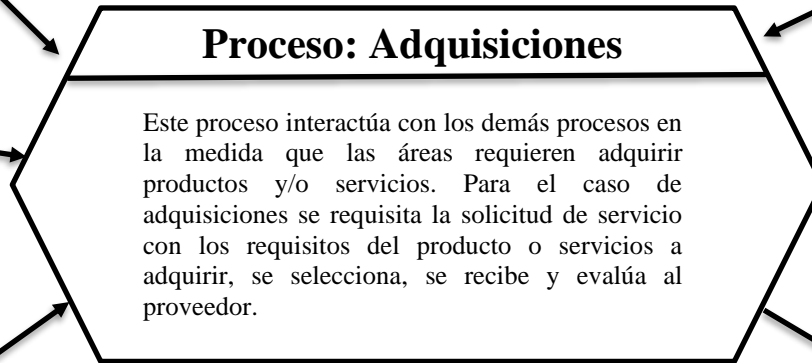 Proceso: Adquisiciones
Este proceso interactúa con los demás procesos en
la medida que las áreas requieren adquirir
productos y/o servicios. Para el caso de
adquisiciones se requisita la solicitud de servicio
con los requisitos del producto o servicios a
adquirir, se selecciona, se recibe y evalúa al
proveedor.